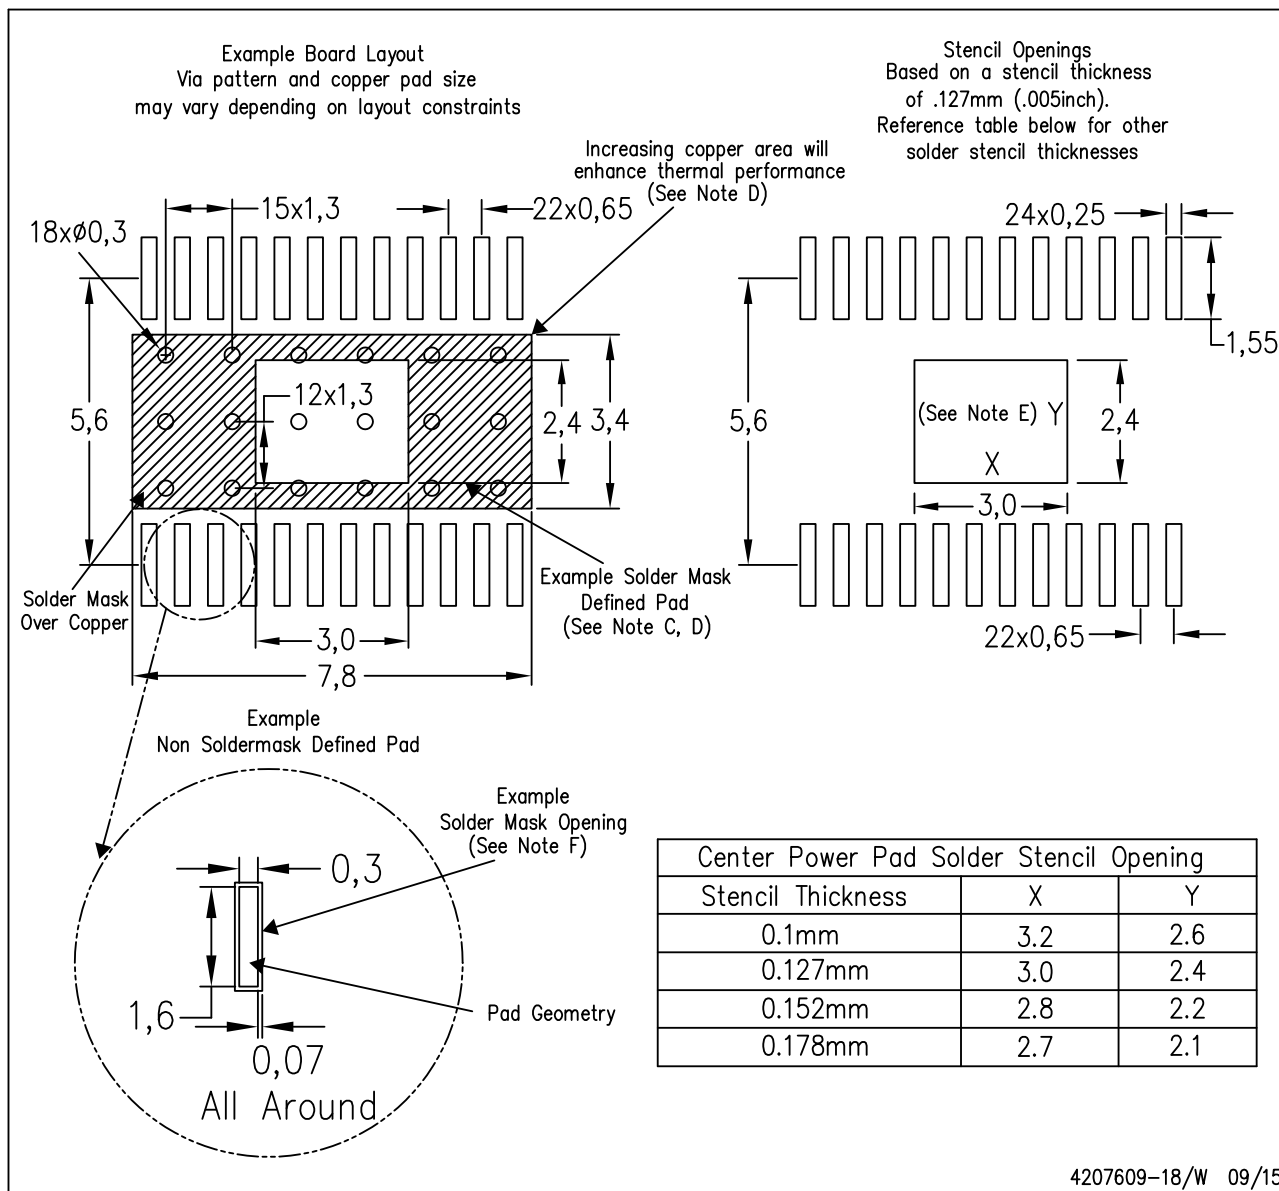 Example Board Layout
Via pattern and copper pad size
may vary depending on layout constraints
Stencil Openings
Based on a stencil thickness
of .127mm (.005inch).
Reference table below for other
solder stencil thicknesses
Increasing copper area will
enhance thermal performance
(See Note D)
15x1,3
22x0,65
18xø0,3
5,6
12x1,3
2,4
3,4
Solder Mask
Over Copper
Example Solder Mask
Defined Pad
(See Note C, D)
3,0
7,8
24x0,25
1,55
5,6
(See Note E) Y
X
2,4
3,0
22x0,65
Example
Non Soldermask Defined Pad
Example
Solder Mask Opening
(See Note F)
0,3
1,6
Pad Geometry
0,07
All Around
Center Power Pad Solder Stencil Opening
Stencil Thickness X Y
0.1mm 3.2 2.6
0.127mm 3.0 2.4
0.152mm 2.8 2.2
0.178mm 2.7 2.1
4207609-18/W 09/15